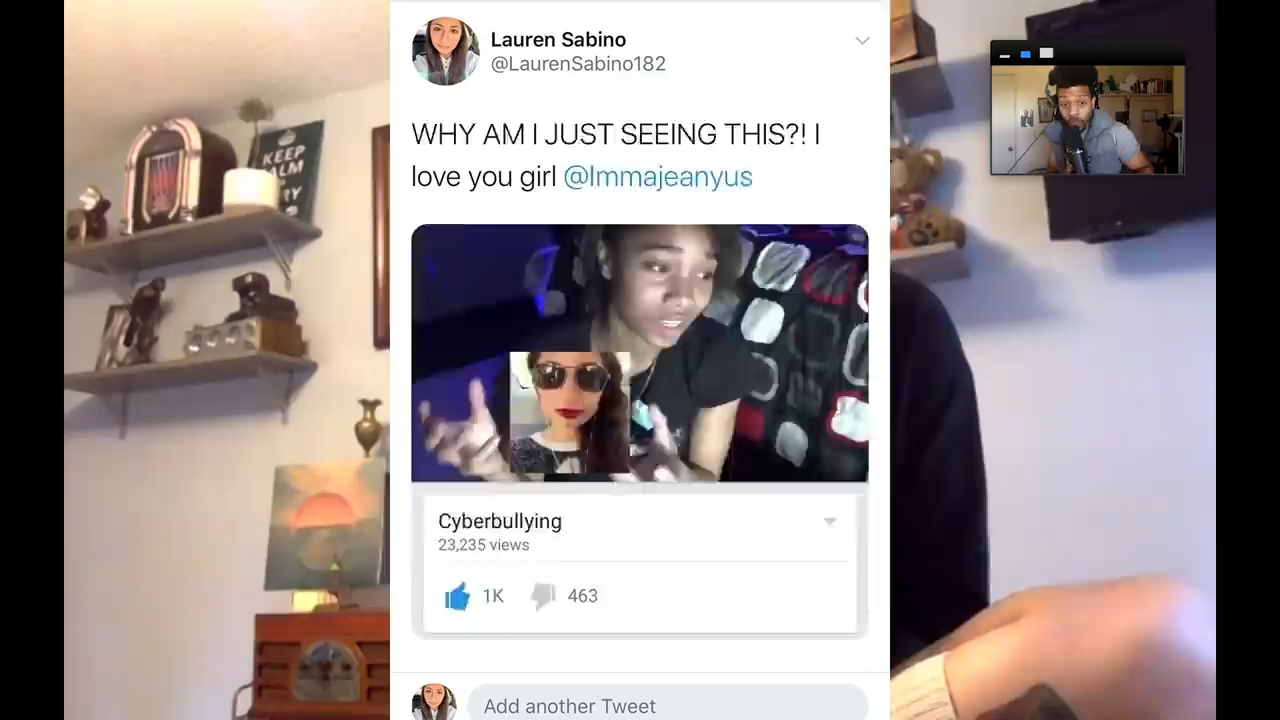 Lauren Sabino
@LaurenSabino182
WHY AM I JUST SEEING THIS?! I
love you girl @Immajeanyus
KEEP
CALM
Cyberbullying
23,235 views
1K
463
Add another Tweet